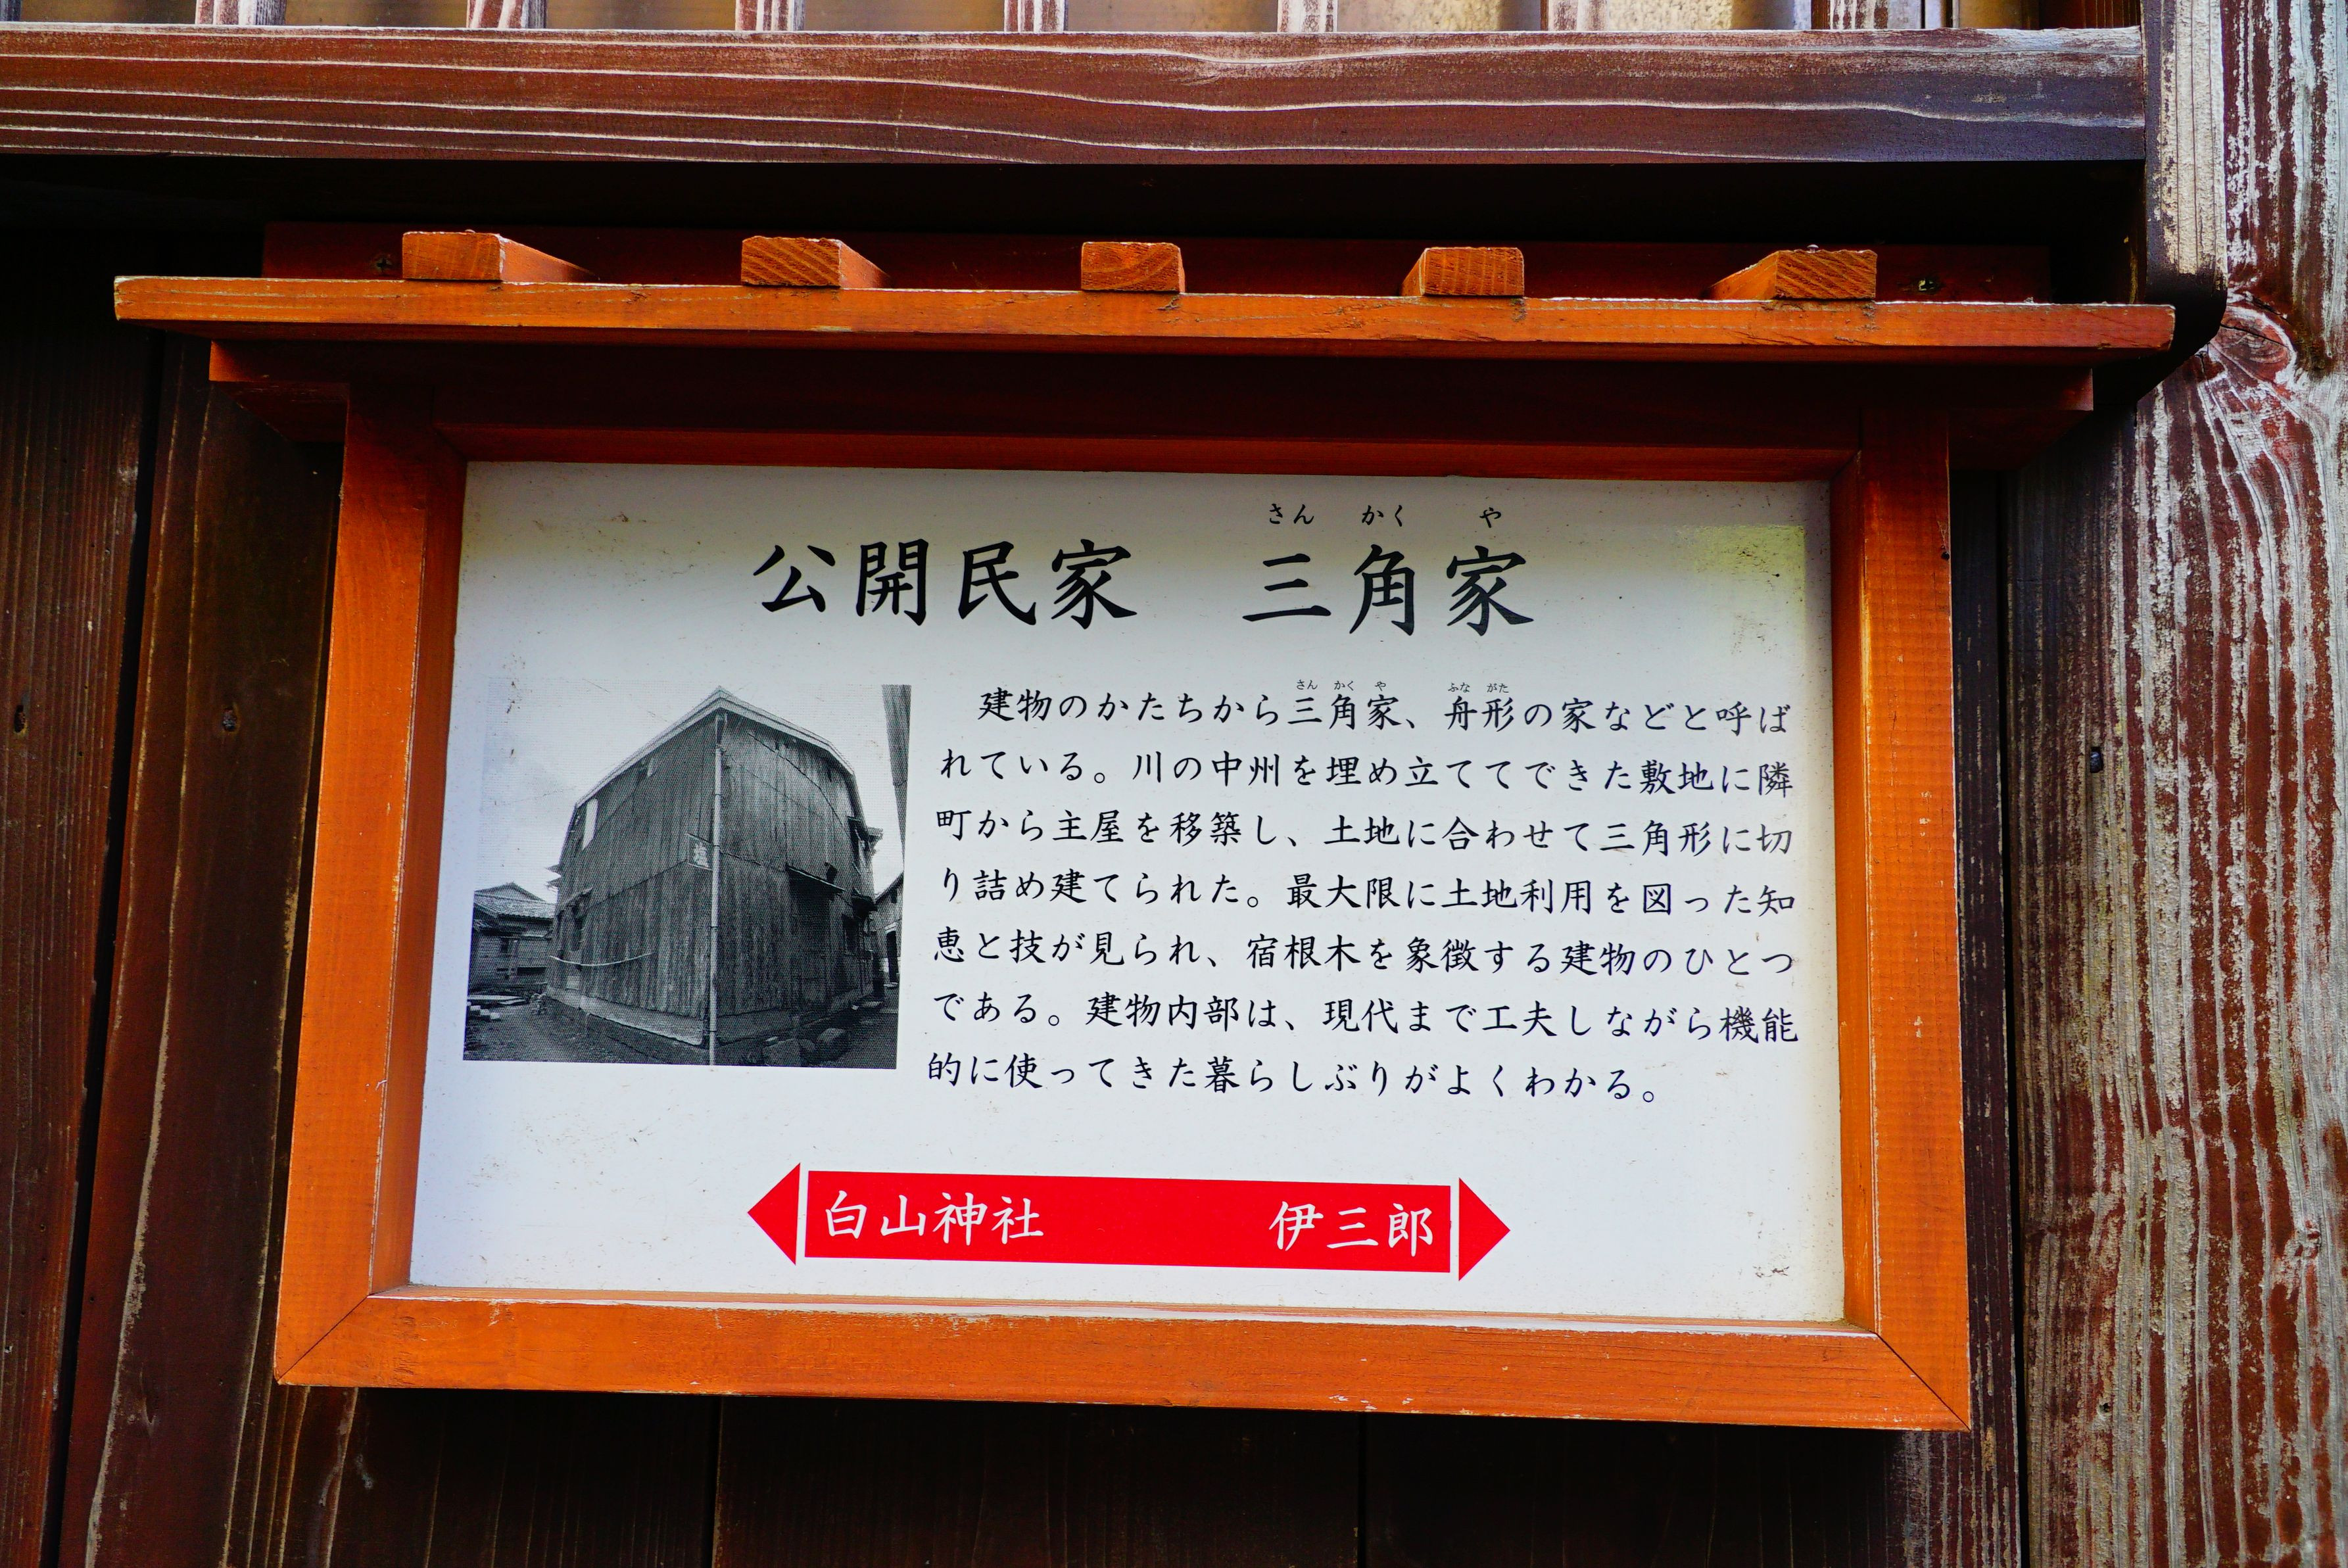 さん かく や
公開民家 三角家
さん かく や ふな がた
建物のかたちから三角家、舟形の家などと呼ば
れている。川の中州を埋め立ててできた敷地に隣
町から主屋を移築し、土地に合わせて三角形に切
り詰め建てられた。最大限に土地利用を図った知
恵と技が見られ、宿根木を象徴する建物のひとつ
である。建物内部は、現代まで工夫しながら機能
的に使ってきた暮らしぶりがよくわかる。
白山神社 伊三郎